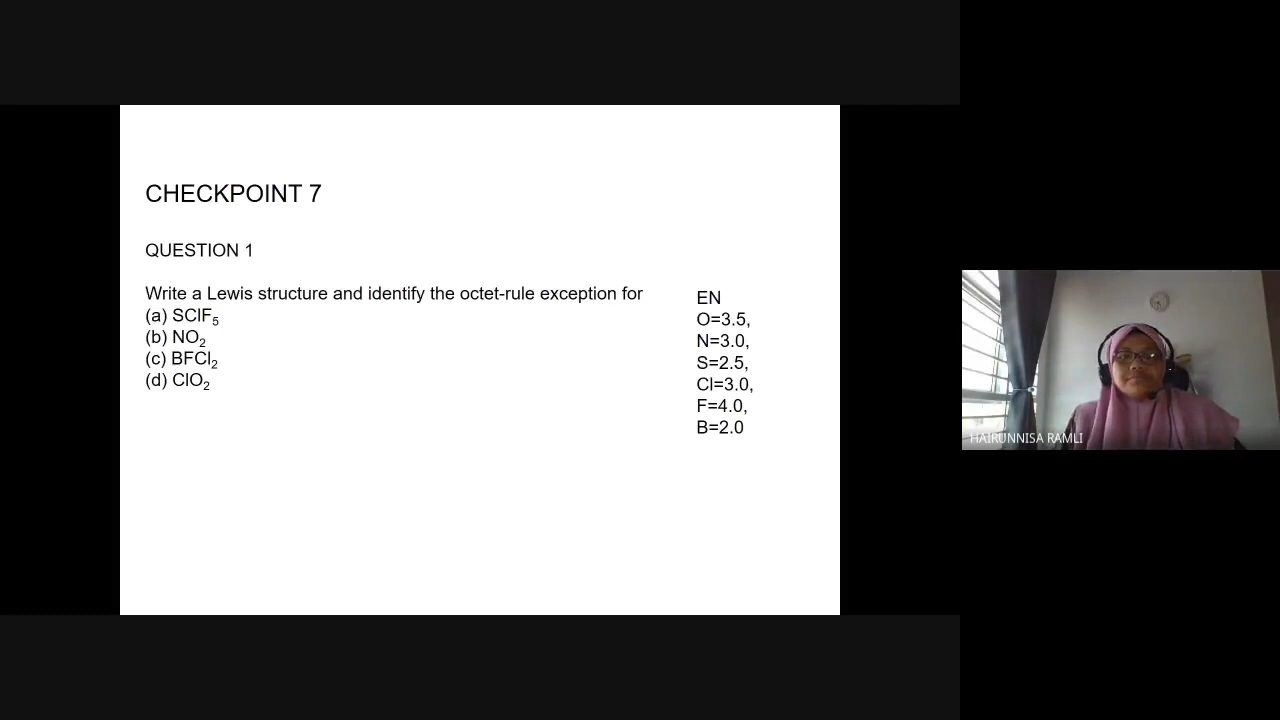 CHECKPOINT 7
QUESTION 1
Write a Lewis structure and identify the octet-rule exception for
(a) SClF₅
(b) NO₂
(c) BFCl₂
(d) ClO₂
EN
O=3.5,
N=3.0,
S=2.5,
Cl=3.0,
F=4.0,
B=2.0
HAIRUNNISA RAMLI